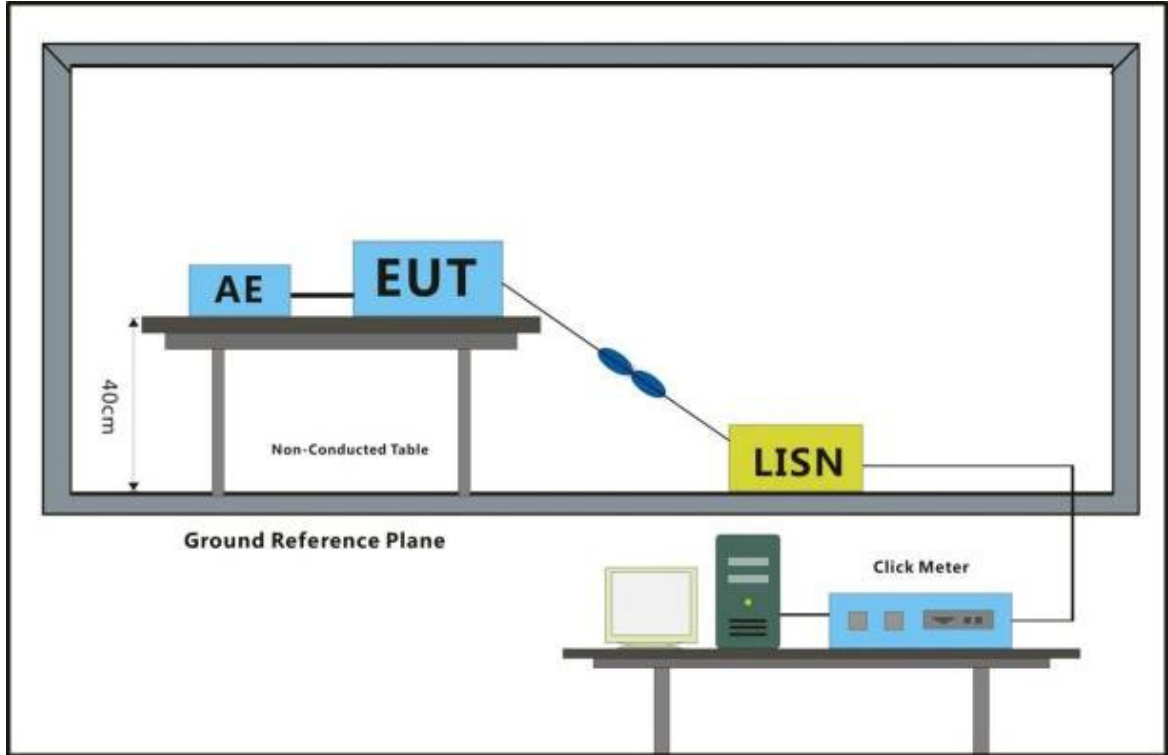 AE
EUT
40cm
Non-Conducted Table
LISN
Ground Reference Plane
Click Meter